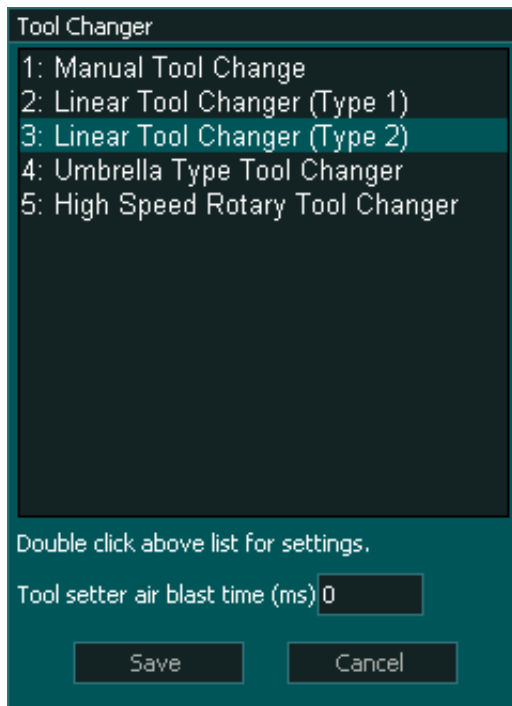 Tool Changer
1: Manual Tool Change
2: Linear Tool Changer (Type 1)
3: Linear Tool Changer (Type 2)
4: Umbrella Type Tool Changer
5: High Speed Rotary Tool Changer
Double click above list for settings.
Tool setter air blast time (ms) 0
Save Cancel